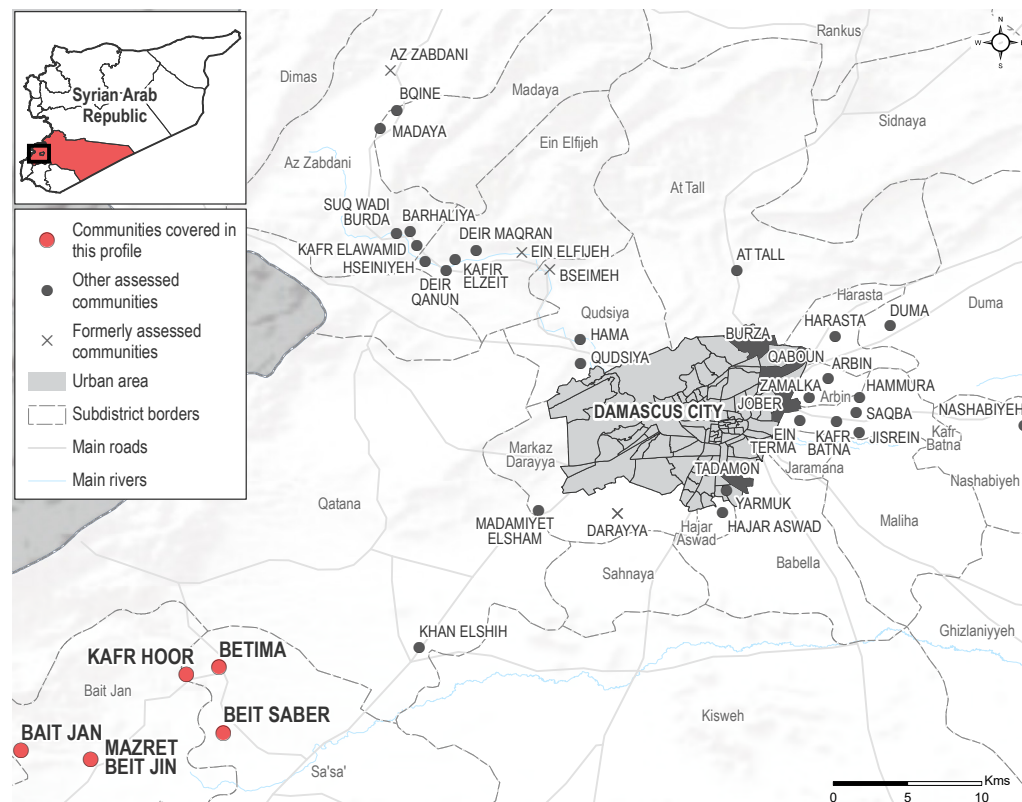 Syrian Arab
Republic
Communities covered in
this profile
Other assessed
communities
Formerly assessed
communities
Urban area
Subdistrict borders
Main roads
Main rivers
N
W
S
Rankus
AZ ZABDANI
Dimas
BQINE
Madaya
MADAYA
Sidnaya
Ein Elfijeh
Az Zabdani
At Tall
SUQ WADI
BURDA
BARHALIYA
DEIR MAQRAN
KAFR ELAWAMID
EIN ELFIJEH
HSEINIYEH
KAFIR
ELZEIT
BSEIMEH
DEIR
QANUN
AT TALL
Harasta
Duma
Qudsiya
HAMA
DUMA
HARASTA
BURZA
QUDSIYA
QABOUN
ARBIN
ZAMALKA
HAMMURA
Arbin
JOBER
DAMASCUS CITY
SAQBA
NASHABIYEH
EIN
TERMA
KAFR
BATNA
JISREIN
Kafr
Batna
Markaz
Darayya
TADAMON
Jaramana
Nashabiyeh
Qatana
YARMUK
MADAMIYET
ELSHAM
DARAYYA
Hajar
Aswad
HAJAR ASWAD
Maliha
Sahnaya
Babella
KHAN ELSHIH
Ghizlaniyyeh
KAFR HOOR
BETIMA
Bait Jan
BEIT SABER
Kisweh
BAIT JAN
MAZRET
BEIT JIN
Sa'sa'
Kms
0 5 10